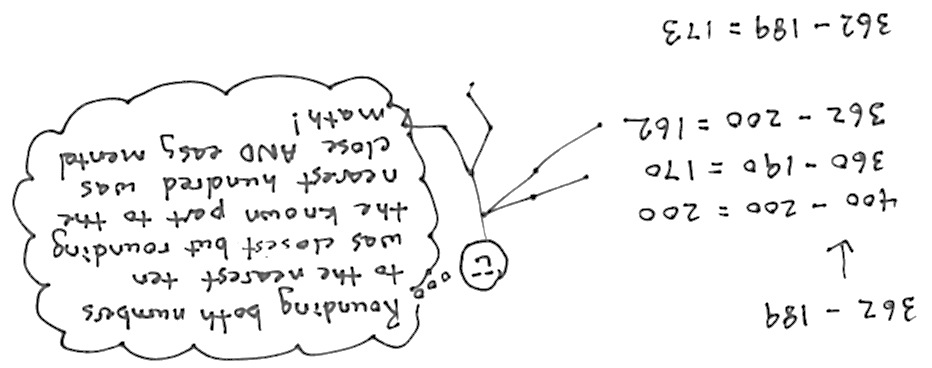 362 - 189
↓
400 - 200 = 200
360 - 190 = 170
362 - 200 = 162
362 - 189 = 173
Rounding both numbers
to the nearest ten
was closest but rounding
the known part to the
nearest hundred was
close AND easy mental
math!